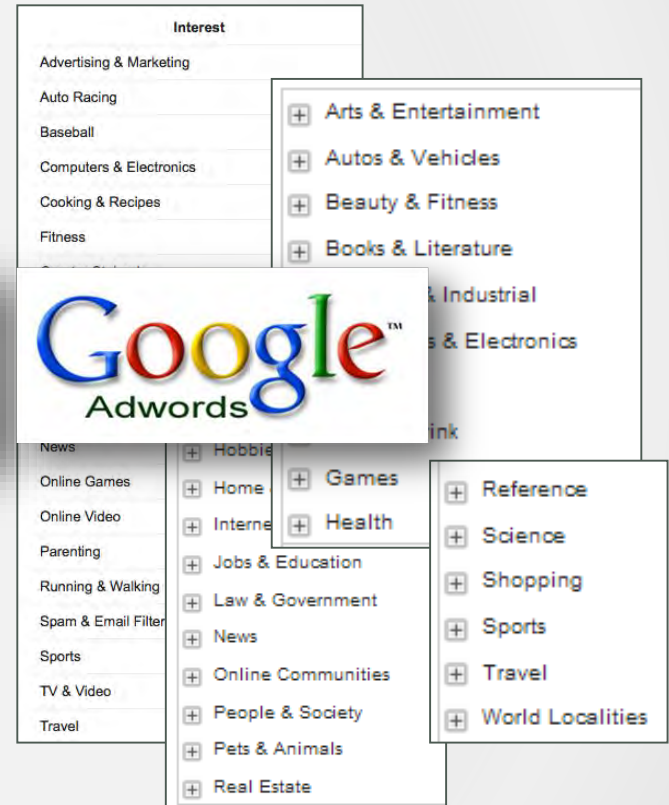 Interest
Advertising & Marketing
Auto Racing
Baseball
Computers & Electronics
Cooking & Recipes
Fitness
News
Online Games
Online Video
Parenting
Running & Walking
Spam & Email Filter
Sports
TV & Video
Travel
Arts & Entertainment
Autos & Vehicles
Beauty & Fitness
Books & Literature
& Industrial
& Electronics
Games
Health
Google™
Adwords
Home
Jobs & Education
Law & Government
News
Online Communities
People & Society
Pets & Animals
Real Estate
Reference
Science
Shopping
Sports
Travel
World Localities